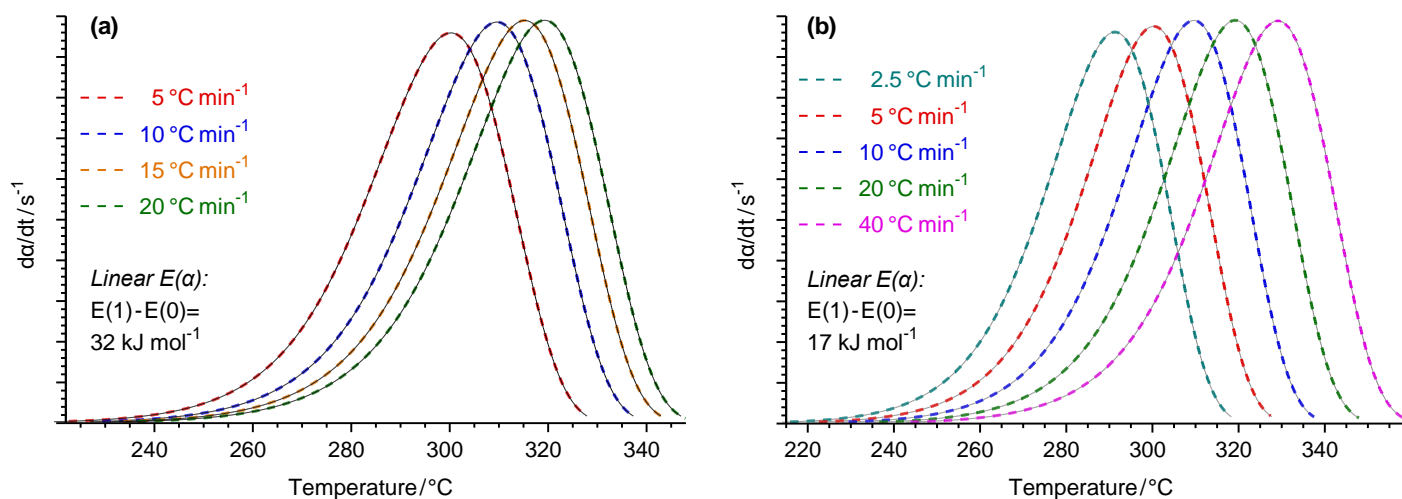 (a)
5 °C min⁻¹
10 °C min⁻¹
15 °C min⁻¹
20 °C min⁻¹
Linear E(α):
E(1)-E(0)=
32 kJ mol⁻¹
dα/dt / s⁻¹
240 260 280 300 320 340
Temperature / °C
(b)
2.5 °C min⁻¹
5 °C min⁻¹
10 °C min⁻¹
20 °C min⁻¹
40 °C min⁻¹
Linear E(α):
E(1)-E(0)=
17 kJ mol⁻¹
dα/dt / s⁻¹
220 240 260 280 300 320 340
Temperature / °C